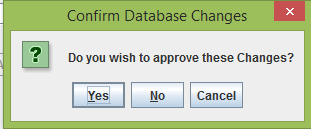 Confirm Database Changes
Do you wish to approve these Changes?
Yes No Cancel